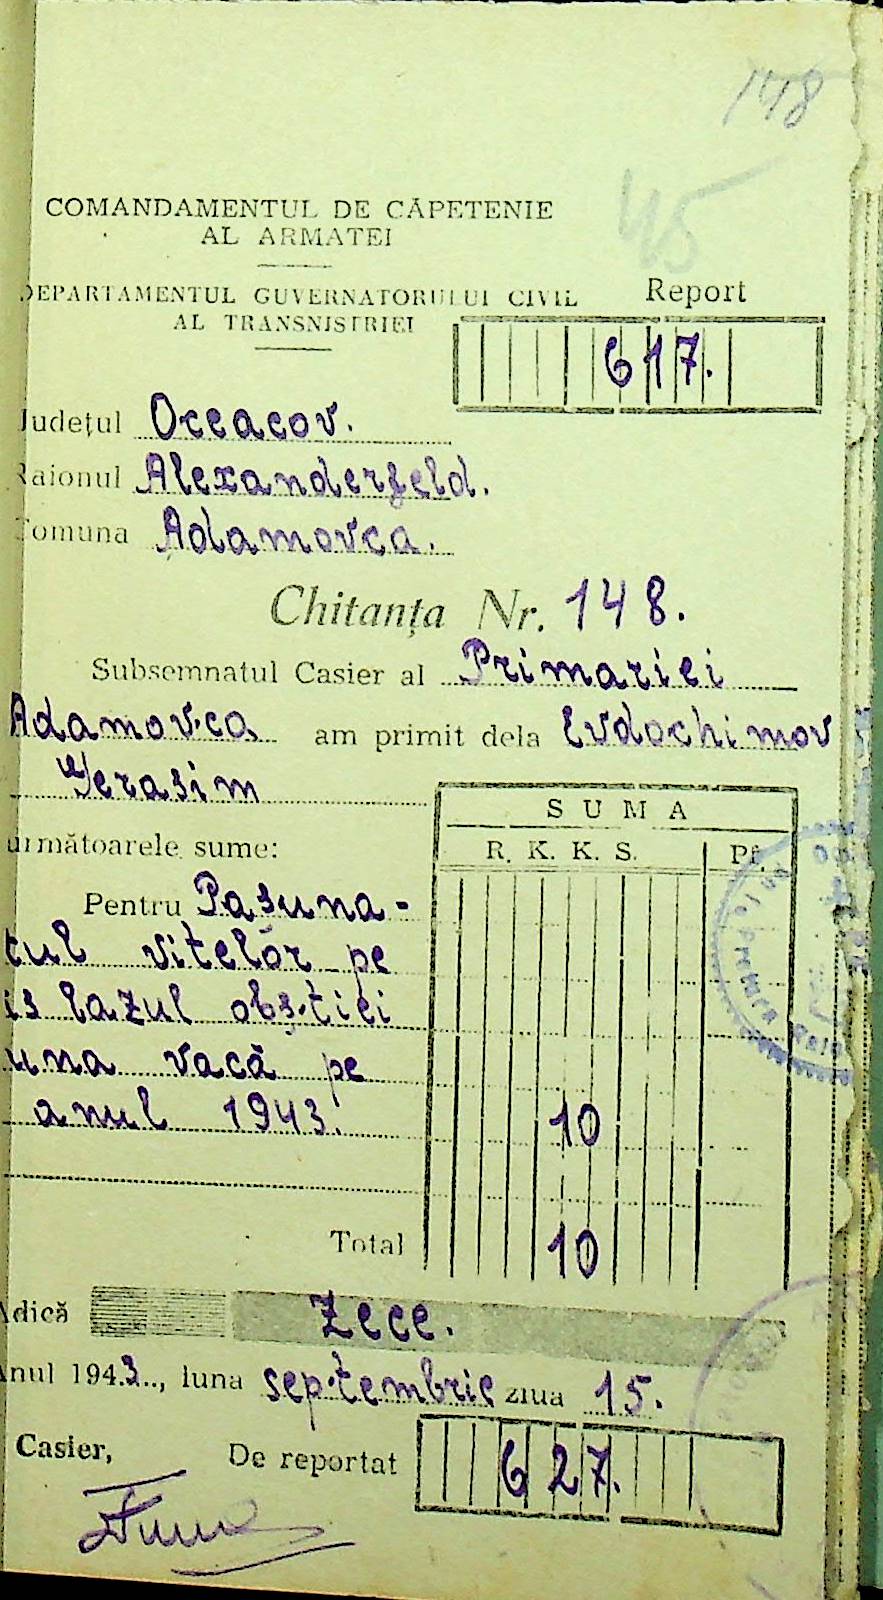 148
45
COMANDAMENTUL DE CĂPETENIE
AL ARMATEI
DEPARTAMENTUL GUVERNATORULUI CIVIL
AL TRANSNISTRIEI
Report
617.
Județul Oceacov.
Raionul Alexanderfeld.
Comuna Adamovca.
Chitanța Nr. 148.
Subsemnatul Casier al Primariei
Adamovca am primit dela Evdochimov
Gerasim
următoarele sume:
SUMA
R. K. K. S. Pf.
Pentru Pașuna-
tul vitelor pe
islazul obștiei
una vacă pe
anul 1943. 10
Total 10
Adică Zece.
Anul 1943.., luna septembrie ziua 15.
Casier, De reportat 627.